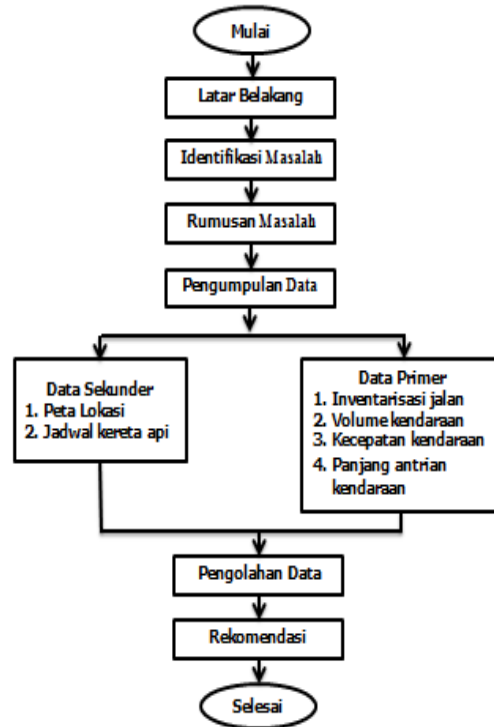 Mulai
Latar Belakang
Identifikasi Masalah
Rumusan Masalah
Pengumpulan Data
Data Sekunder
1. Peta Lokasi
2. Jadwal kereta api
Data Primer
1. Inventarisasi jalan
2. Volume kendaraan
3. Kecepatan kendaraan
4. Panjang antrian
kendaraan
Pengolahan Data
Rekomendasi
Selesai